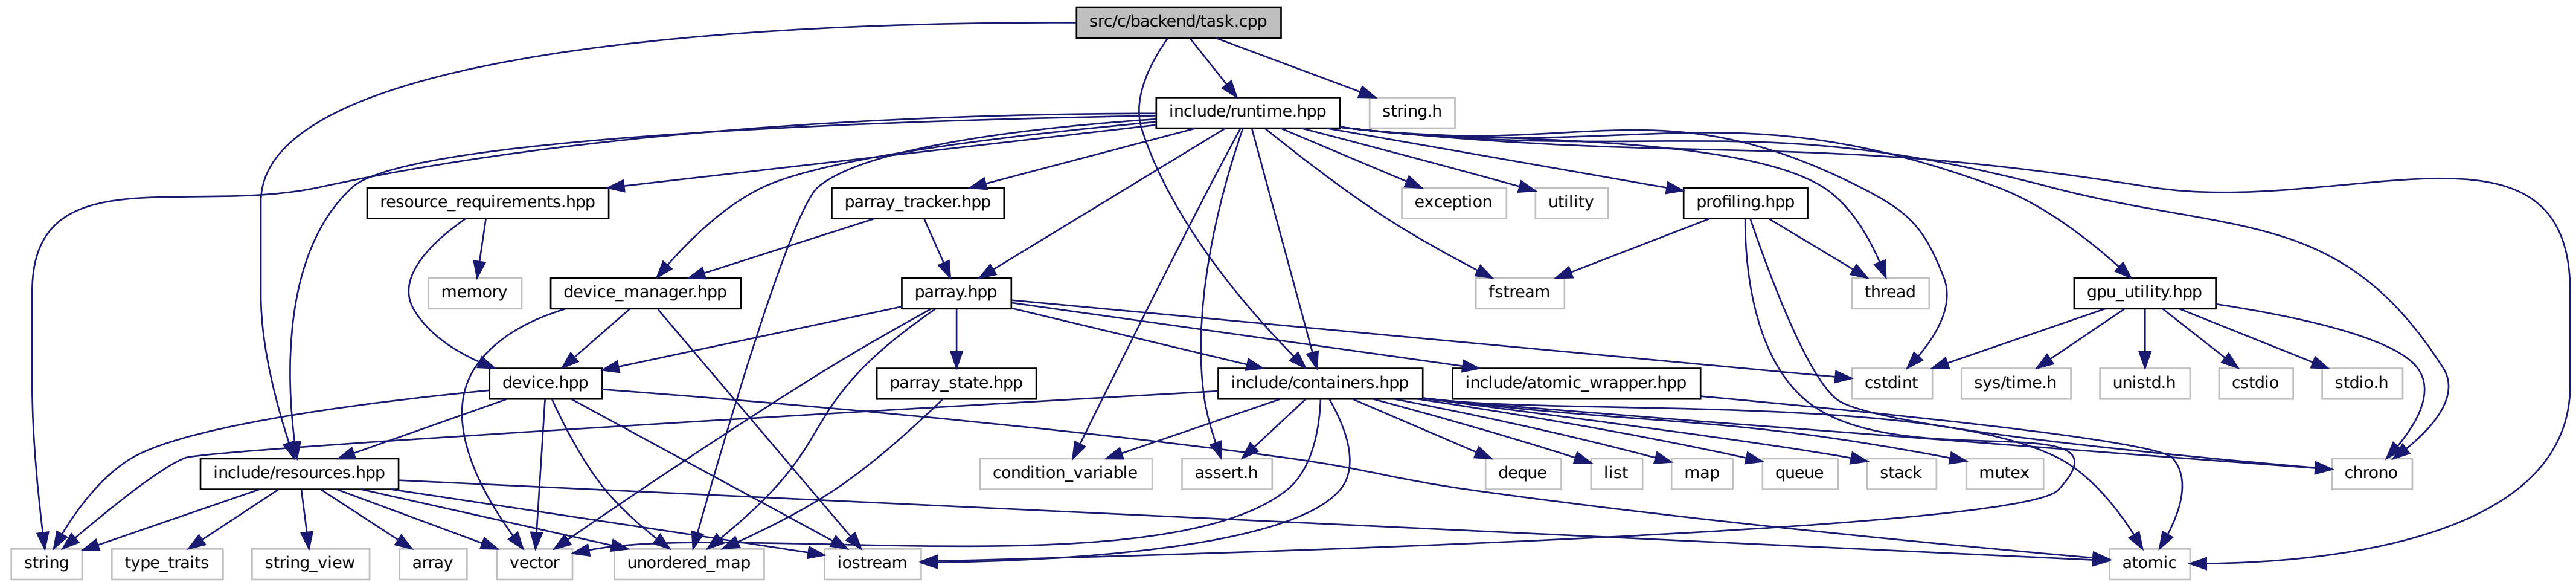 src/c/backend/task.cpp
include/runtime.hpp
string.h
resource_requirements.hpp
parray_tracker.hpp
exception
utility
profiling.hpp
memory
device_manager.hpp
parray.hpp
fstream
thread
gpu_utility.hpp
device.hpp
parray_state.hpp
include/containers.hpp
include/atomic_wrapper.hpp
cstdint
sys/time.h
unistd.h
cstdio
stdio.h
include/resources.hpp
condition_variable
assert.h
deque
list
map
queue
stack
mutex
chrono
string
type_traits
string_view
array
vector
unordered_map
iostream
atomic